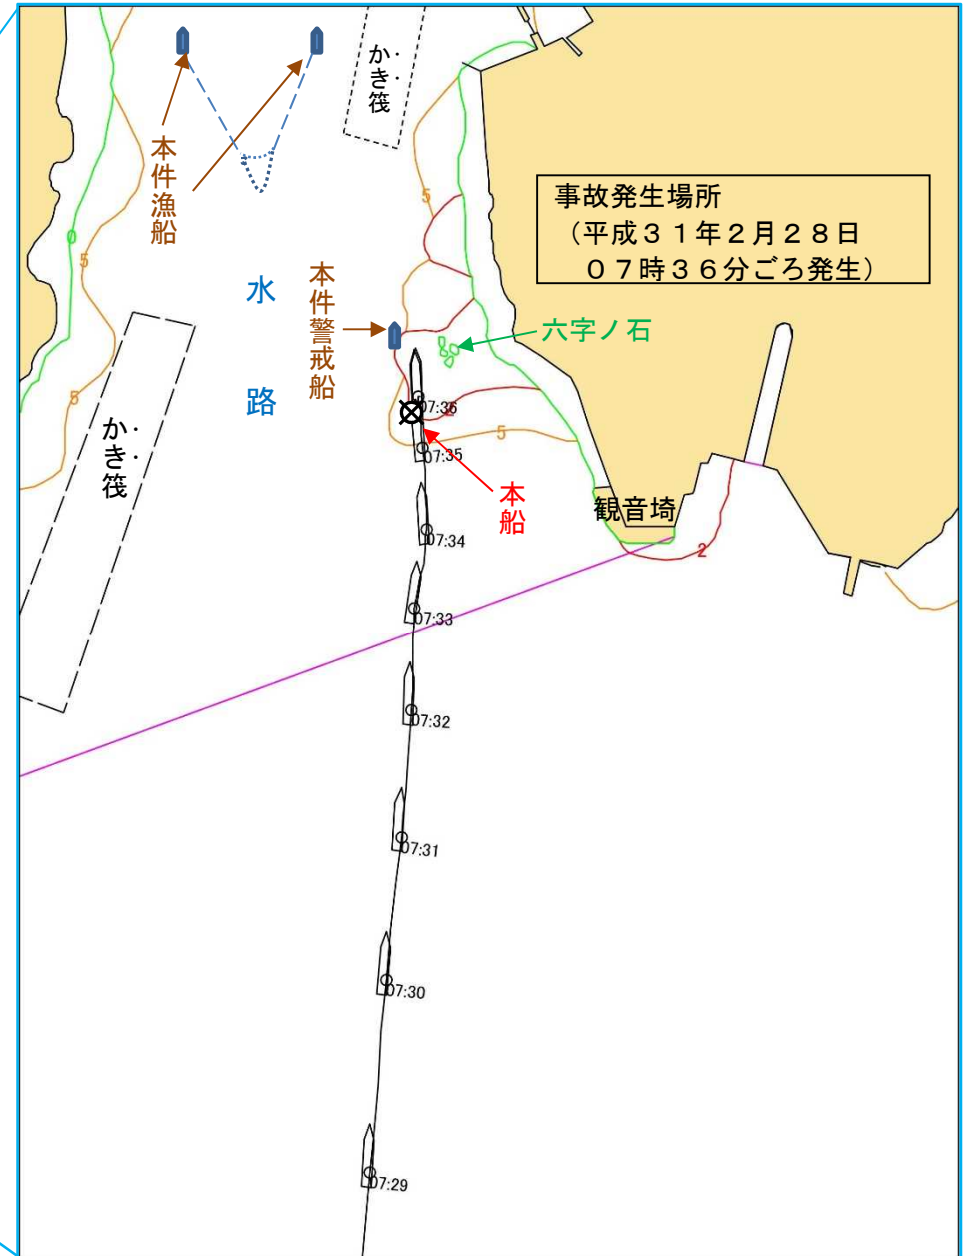 かき筏
本件漁船
5
事故発生場所
（平成３１年２月２８日
０７時３６分ごろ発生）
0
5
水路
本件警戒船
六字ノ石
5
かき筏
07:36
2
5
07:35
本船
観音埼
07:34
2
07:33
07:32
07:31
07:30
07:29